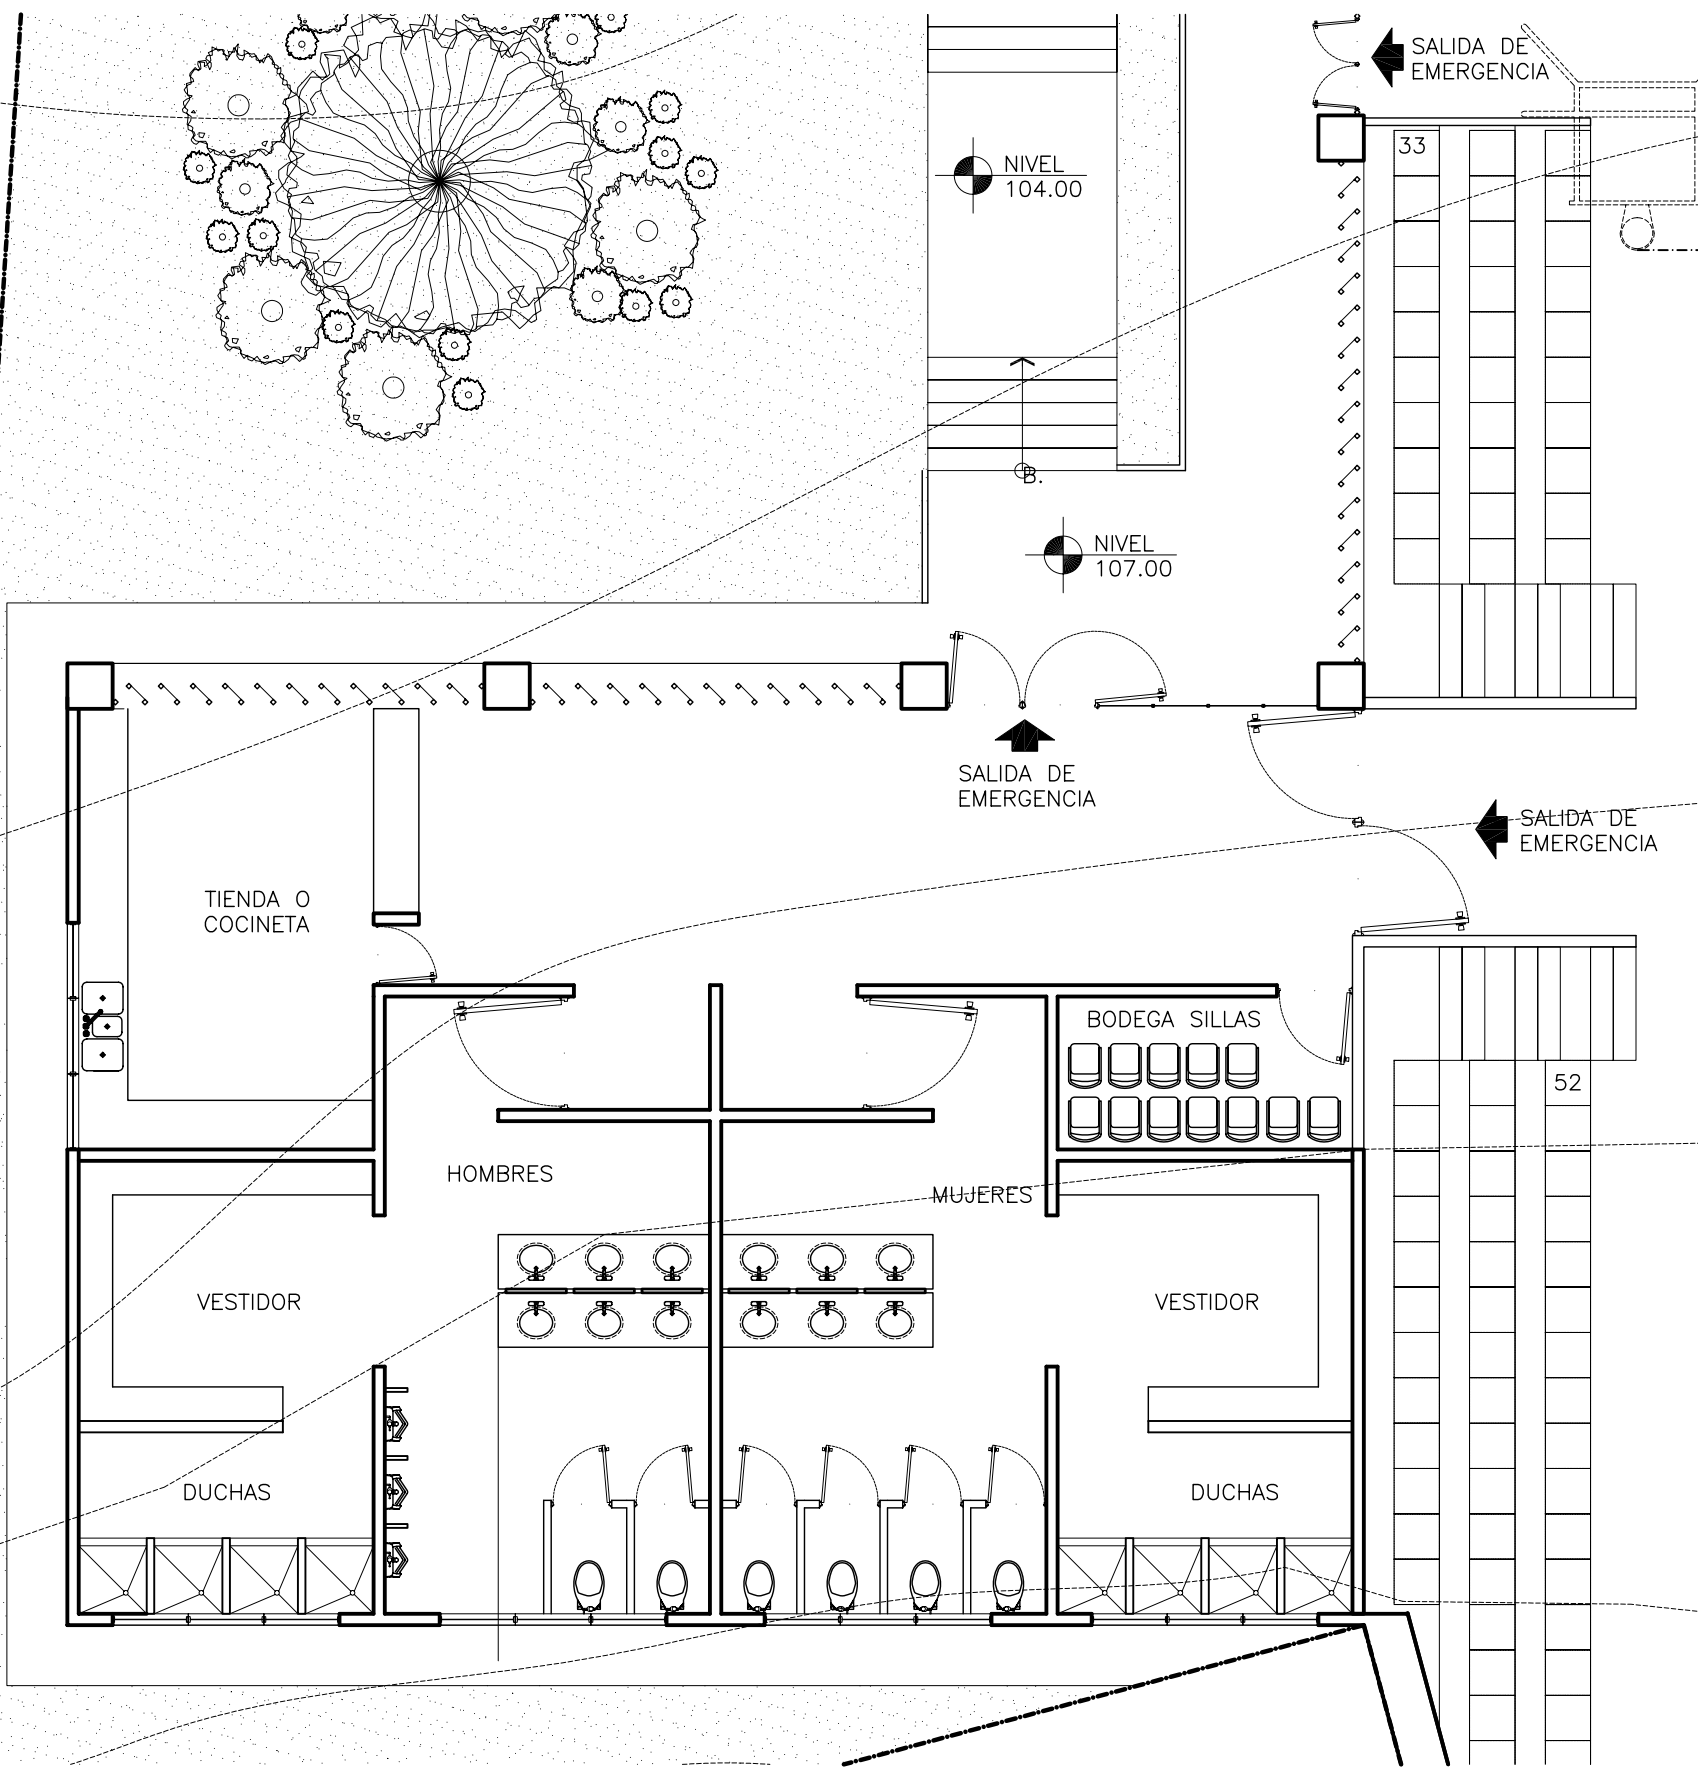 SALIDA DE
EMERGENCIA
33
NIVEL
104.00
B.
NIVEL
107.00
SALIDA DE
EMERGENCIA
SALIDA DE
EMERGENCIA
TIENDA O
COCINETA
BODEGA SILLAS
52
HOMBRES
MUJERES
VESTIDOR
VESTIDOR
DUCHAS
DUCHAS